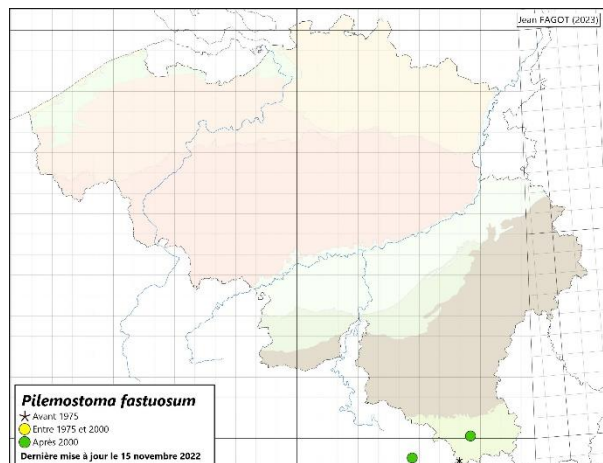 Jean FAGOT (2023)
Pilemostoma fastuosum
Avant 1975
Entre 1975 et 2000
Après 2000
Dernière mise à jour le 15 novembre 2022